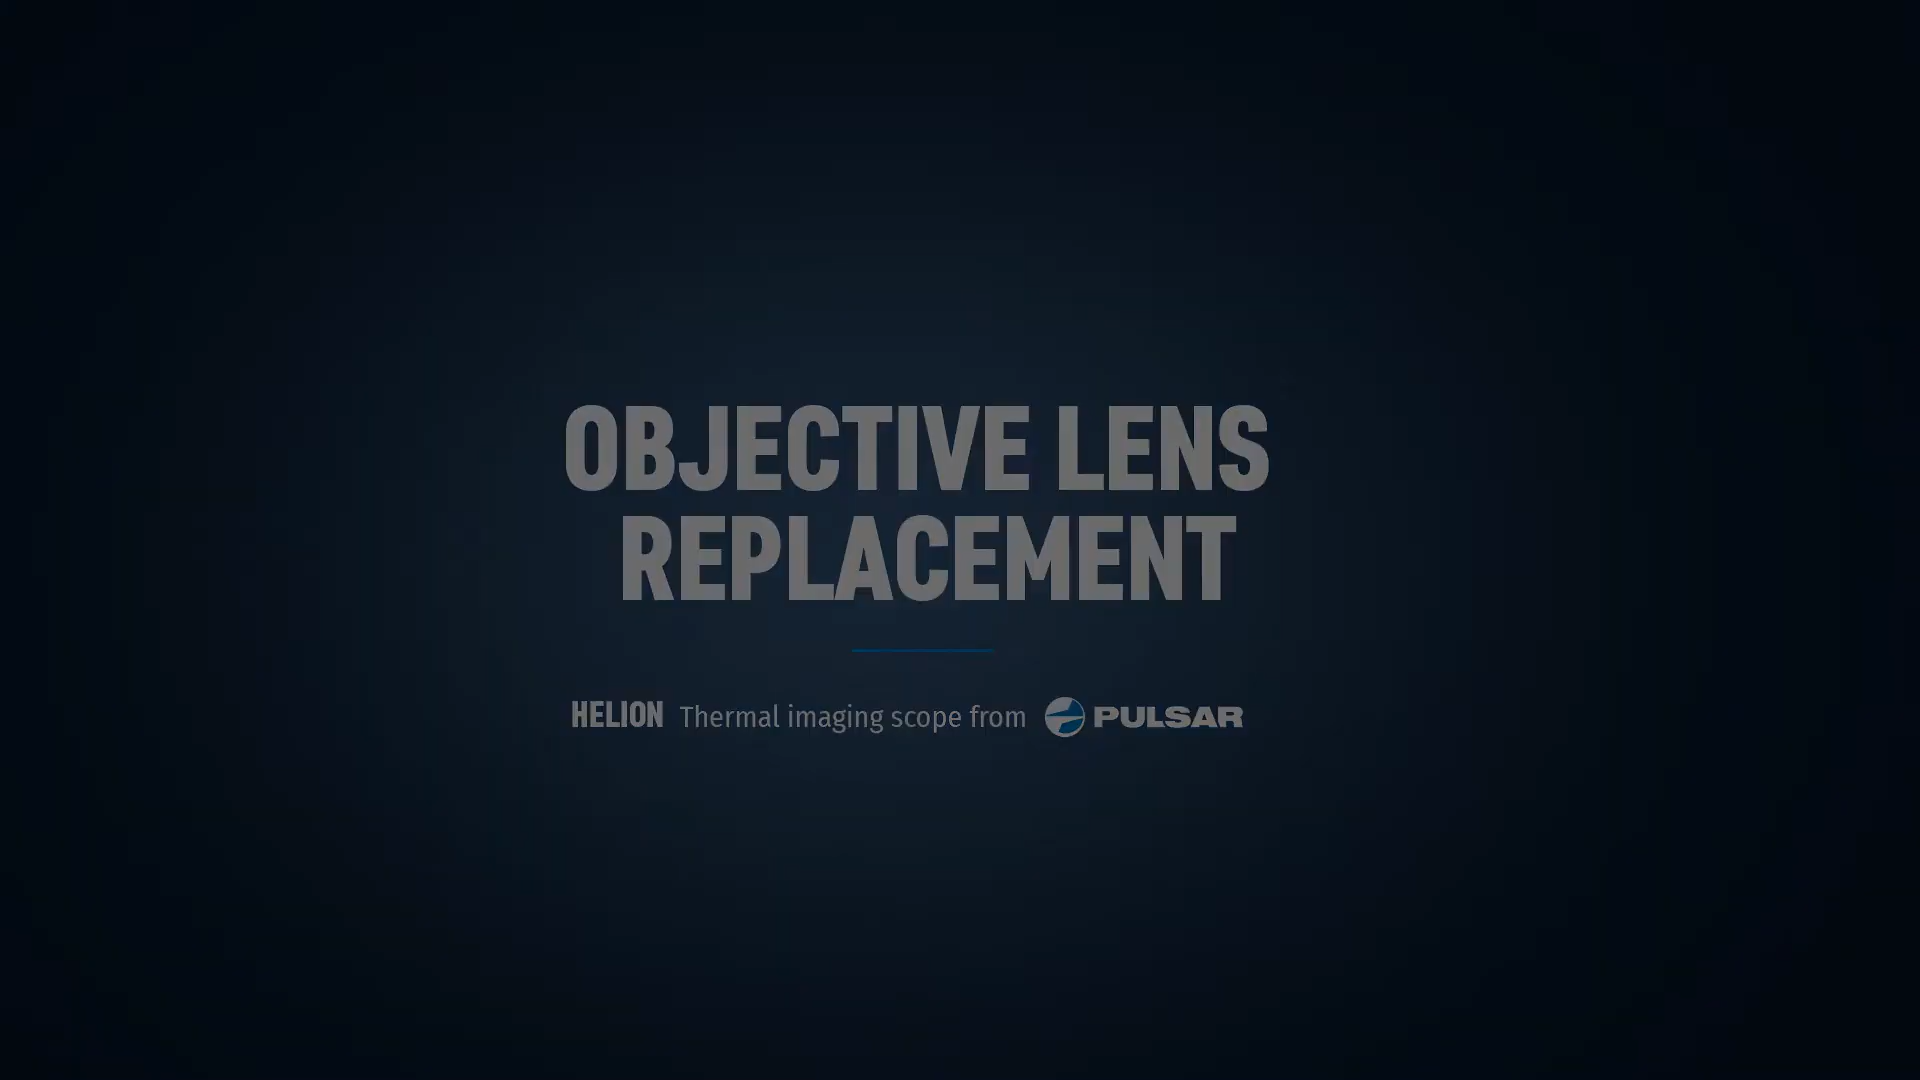 OBJECTIVE LENS
REPLACEMENT
HELION Thermal imaging scope from PULSAR